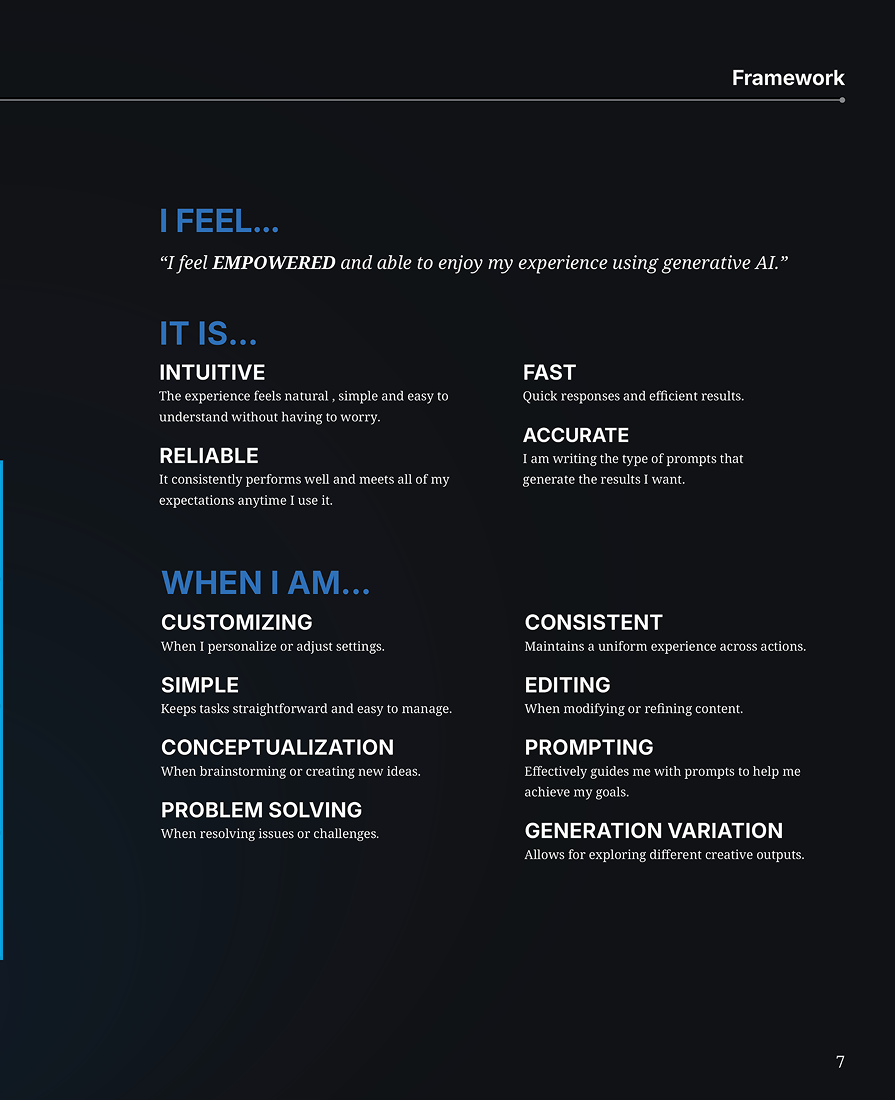 Framework
I FEEL...
“I feel EMPOWERED and able to enjoy my experience using generative AI.”
IT IS...
INTUITIVE
The experience feels natural , simple and easy to
understand without having to worry.
RELIABLE
It consistently performs well and meets all of my
expectations anytime I use it.
FAST
Quick responses and efficient results.
ACCURATE
I am writing the type of prompts that
generate the results I want.
WHEN I AM...
CUSTOMIZING
When I personalize or adjust settings.
SIMPLE
Keeps tasks straightforward and easy to manage.
CONCEPTUALIZATION
When brainstorming or creating new ideas.
PROBLEM SOLVING
When resolving issues or challenges.
CONSISTENT
Maintains a uniform experience across actions.
EDITING
When modifying or refining content.
PROMPTING
Effectively guides me with prompts to help me
achieve my goals.
GENERATION VARIATION
Allows for exploring different creative outputs.
7